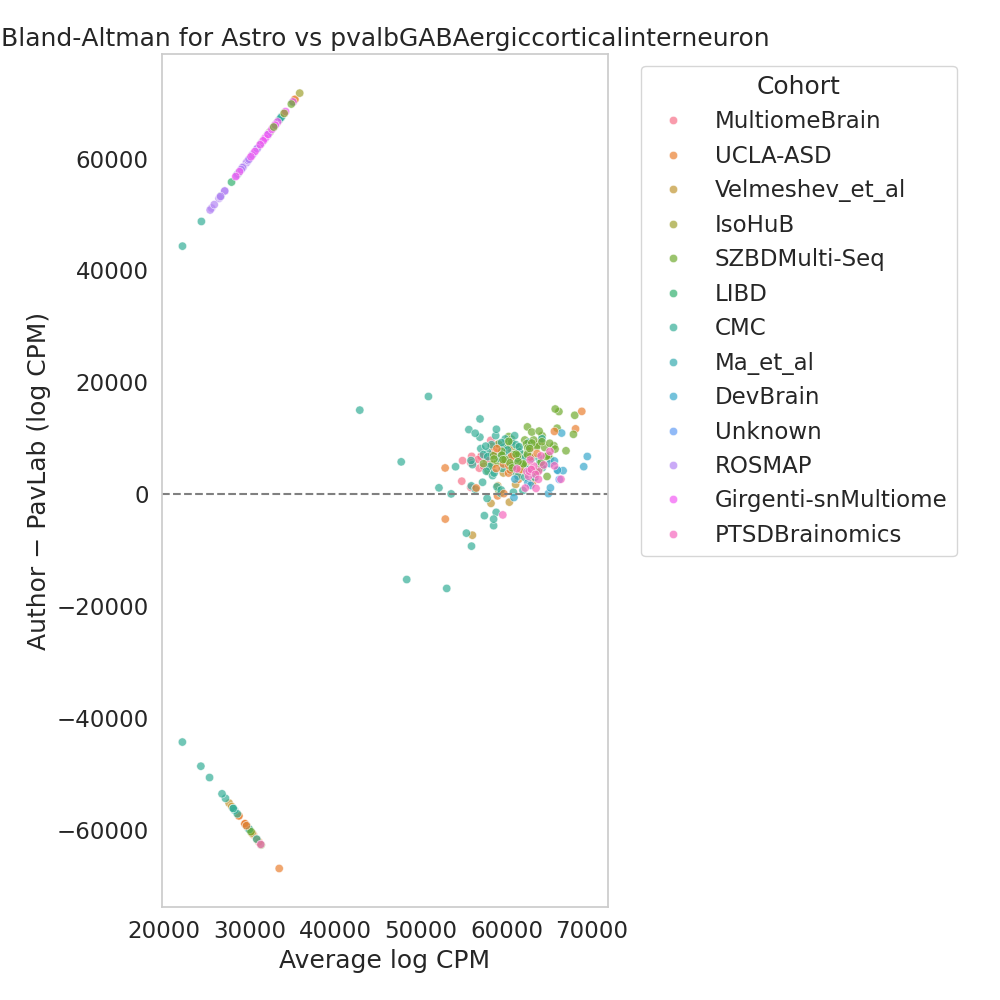 Bland-Altman for Astro vs pvalbGABAergiccorticalinterneuron
Author − PavLab (log CPM)
60000
40000
20000
0
−20000
−40000
−60000
20000 30000 40000 50000 60000 70000
Average log CPM
Cohort
MultiomeBrain
UCLA-ASD
Velmeshev_et_al
IsoHuB
SZBDMulti-Seq
LIBD
CMC
Ma_et_al
DevBrain
Unknown
ROSMAP
Girgenti-snMultiome
PTSDBrainomics